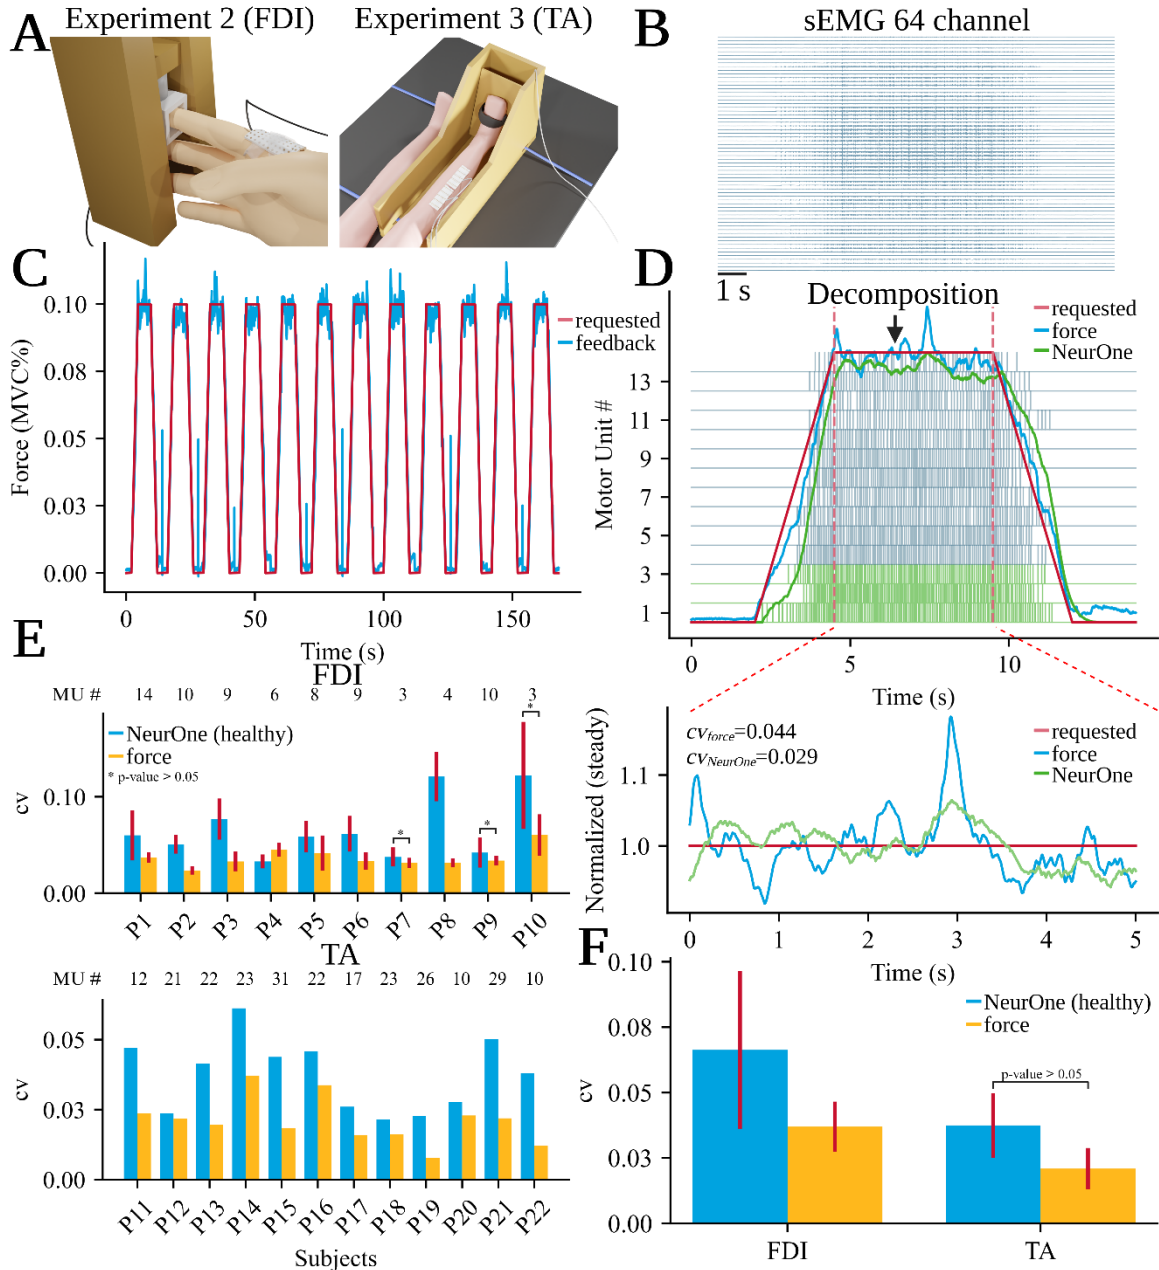 A
Experiment 2 (FDI)
Experiment 3 (TA)
B
sEMG 64 channel
1 s
C
0.10
0.08
0.05
0.03
0.00
Force (MVC%)
requested
feedback
0
50
100
150
Time (s)
D
Decomposition
requested
force
NeurOne
Motor Unit #
13
11
9
7
5
3
1
0
5
10
Time (s)
cv_force=0.044
cv_NeurOne=0.029
requested
force
NeurOne
Normalized (steady)
1.1
1.0
0
1
2
3
4
5
Time (s)
E
FDI
MU # 14 10 9 6 8 9 3 4 10 3
NeurOne (healthy)
force
* p-value > 0.05
* * *
cv
0.10
0.05
0.00
P1 P2 P3 P4 P5 P6 P7 P8 P9 P10
TA
MU # 12 21 22 23 31 22 17 23 26 10 29 10
cv
0.05
0.03
0.00
P11 P12 P13 P14 P15 P16 P17 P18 P19 P20 P21 P22
Subjects
F
0.10
0.08
0.05
0.03
0.00
cv
NeurOne (healthy)
force
p-value > 0.05
FDI
TA